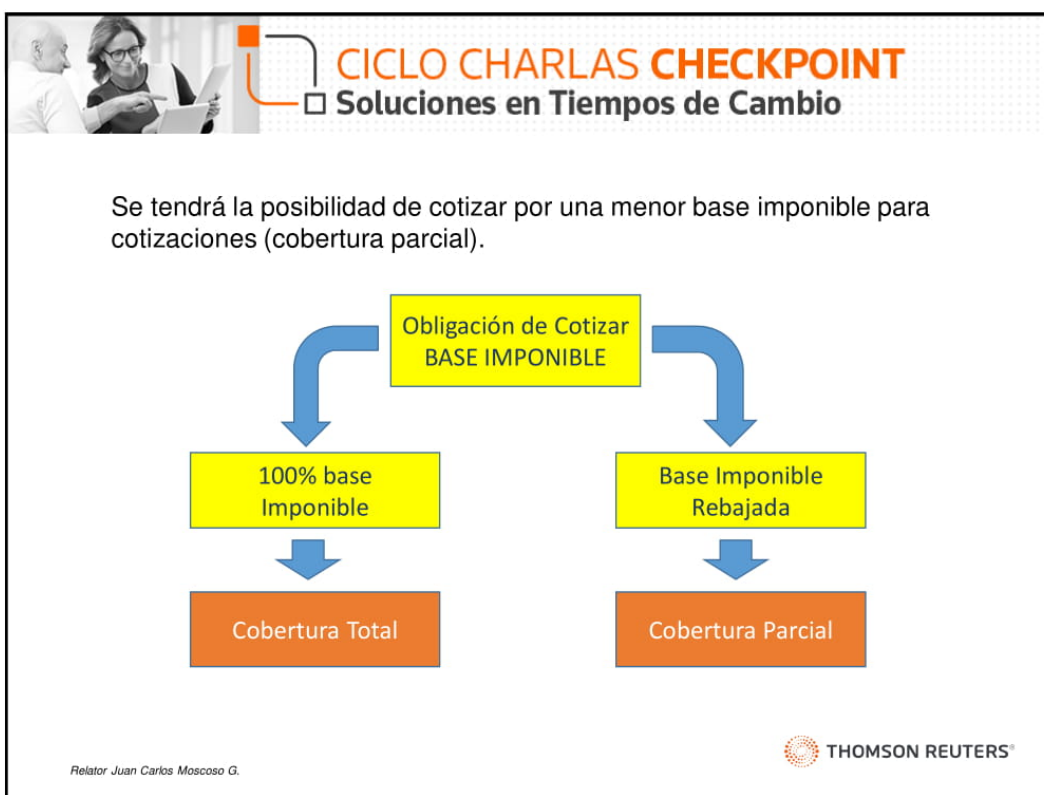 CICLO CHARLAS CHECKPOINT
Soluciones en Tiempos de Cambio
Se tendrá la posibilidad de cotizar por una menor base imponible para
cotizaciones (cobertura parcial).
Obligación de Cotizar
BASE IMPONIBLE
100% base
Imponible
Base Imponible
Rebajada
Cobertura Total
Cobertura Parcial
THOMSON REUTERS®
Relator Juan Carlos Moscoso G.